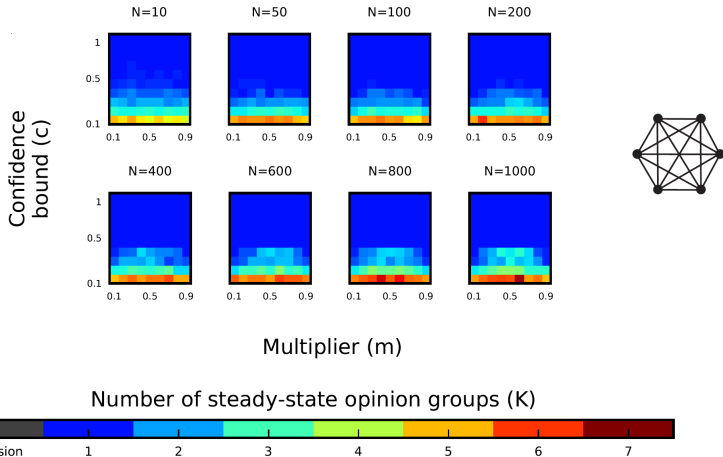 N=10 N=50 N=100 N=200
1
0.5
0.1
0.1 0.5 0.9 0.1 0.5 0.9 0.1 0.5 0.9 0.1 0.5 0.9
Confidence
bound (c)
N=400 N=600 N=800 N=1000
1
0.5
0.1
0.1 0.5 0.9 0.1 0.5 0.9 0.1 0.5 0.9 0.1 0.5 0.9
Multiplier (m)
Number of steady-state opinion groups (K)
sion 1 2 3 4 5 6 7